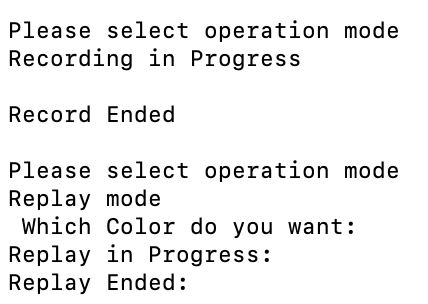 Please select operation mode
Recording in Progress
Record Ended
Please select operation mode
Replay mode
Which Color do you want:
Replay in Progress:
Replay Ended: